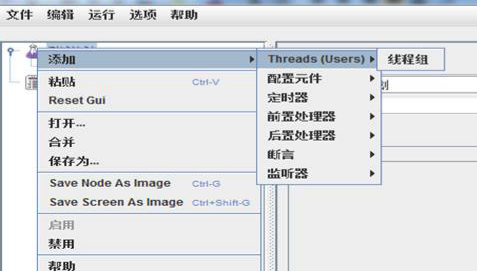 文件 编辑 运行 选项 帮助
添加
粘贴 Ctrl-V
Reset Gui
打开...
合并
保存为...
Save Node As Image Ctrl-G
Save Screen As Image Ctrl+Shift-G
启用
禁用
帮助
Threads (Users)
配置元件
定时器
前置处理器
后置处理器
断言
监听器
线程组
划